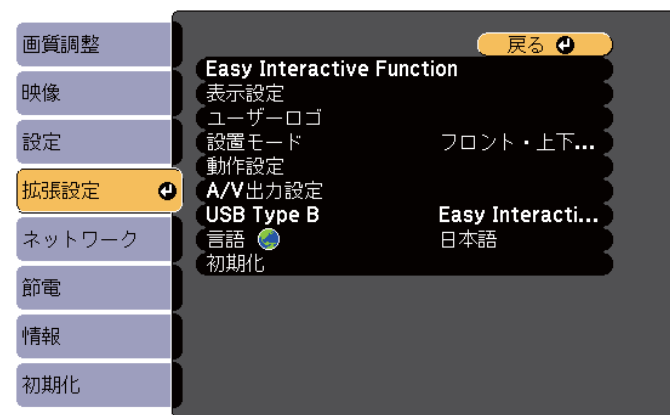 画質調整
映像
設定
拡張設定
ネットワーク
節電
情報
初期化
戻る
Easy Interactive Function
表示設定
ユーザーロゴ
設置モード フロント・上下...
動作設定
A/V出力設定
USB Type B Easy Interacti...
言語 日本語
初期化